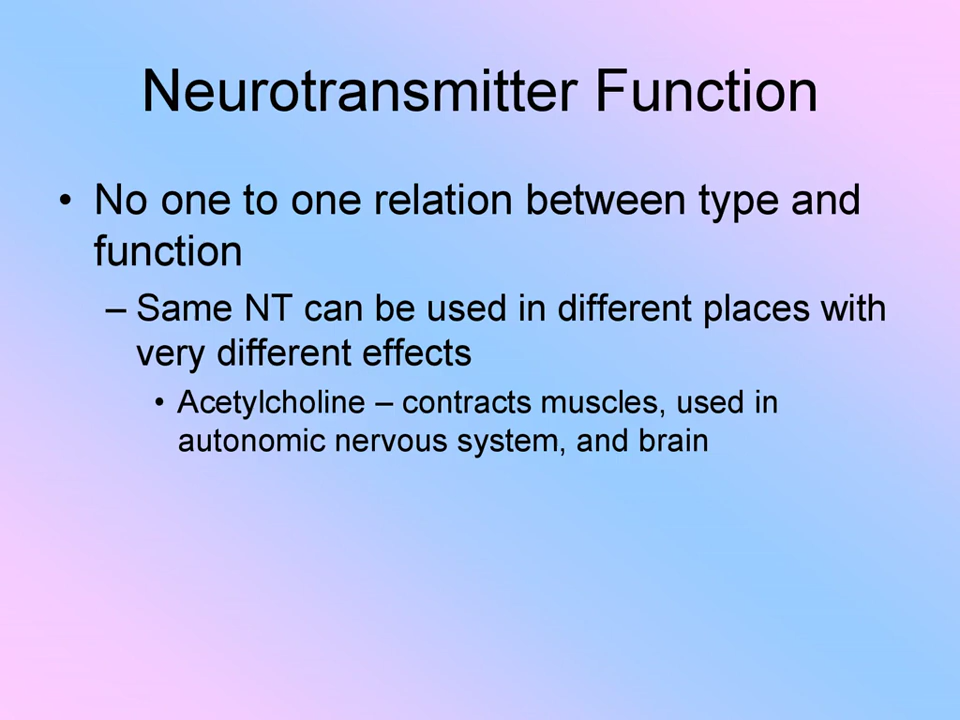 Neurotransmitter Function
• No one to one relation between type and
function
– Same NT can be used in different places with
very different effects
• Acetylcholine – contracts muscles, used in
autonomic nervous system, and brain